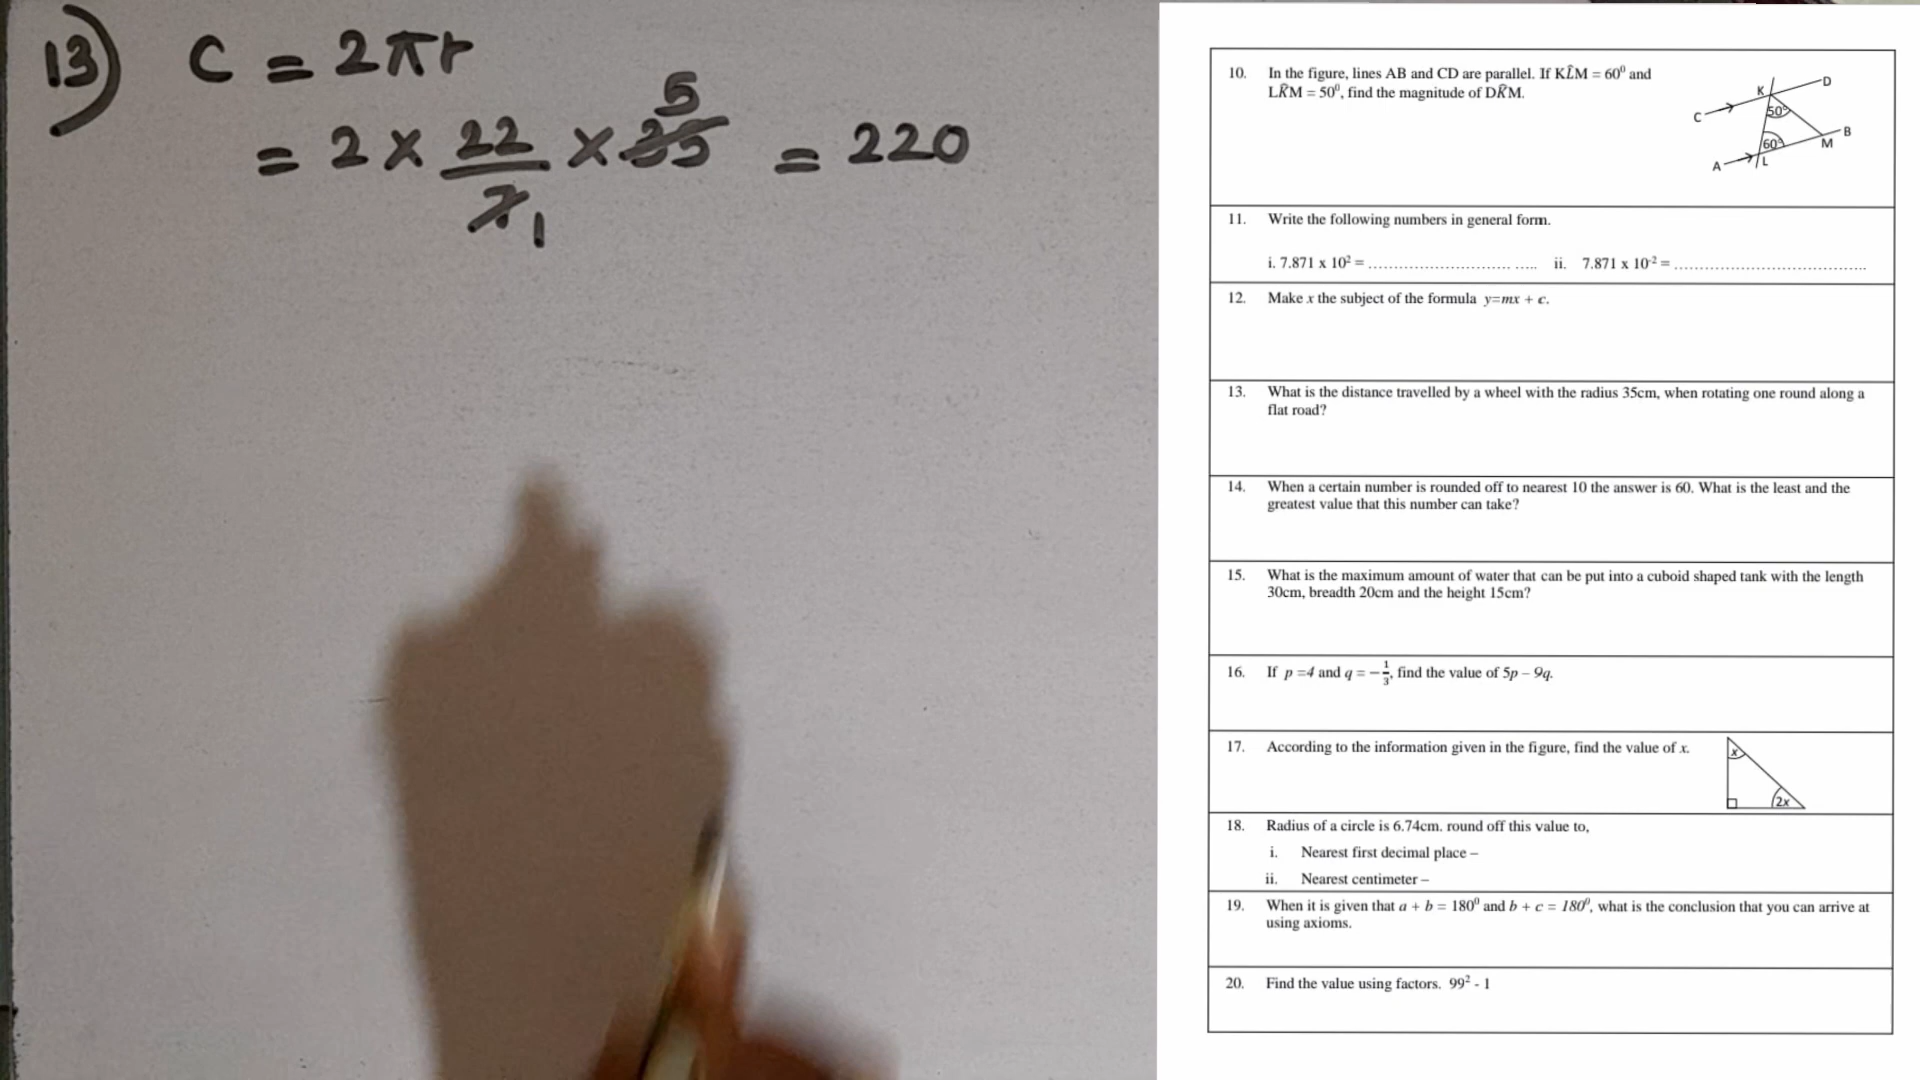 13) C = 2πr
= 2 × 22/7 1 × 35 5 = 220
10. In the figure, lines AB and CD are parallel. If KL̂M = 60⁰ and
LK̂M = 50⁰, find the magnitude of DK̂M.
K
D
C
50°
B
60°
M
A
L
11. Write the following numbers in general form.
i. 7.871 x 10² = ................................ ii. 7.871 x 10⁻² = ....................................
12. Make x the subject of the formula y=mx + c.
13. What is the distance travelled by a wheel with the radius 35cm, when rotating one round along a
flat road?
14. When a certain number is rounded off to nearest 10 the answer is 60. What is the least and the
greatest value that this number can take?
15. What is the maximum amount of water that can be put into a cuboid shaped tank with the length
30cm, breadth 20cm and the height 15cm?
16. If p =4 and q = −1/3, find the value of 5p – 9q.
17. According to the information given in the figure, find the value of x.
x
2x
18. Radius of a circle is 6.74cm. round off this value to,
i. Nearest first decimal place –
ii. Nearest centimeter –
19. When it is given that a + b = 180⁰ and b + c = 180⁰, what is the conclusion that you can arrive at
using axioms.
20. Find the value using factors. 99² - 1